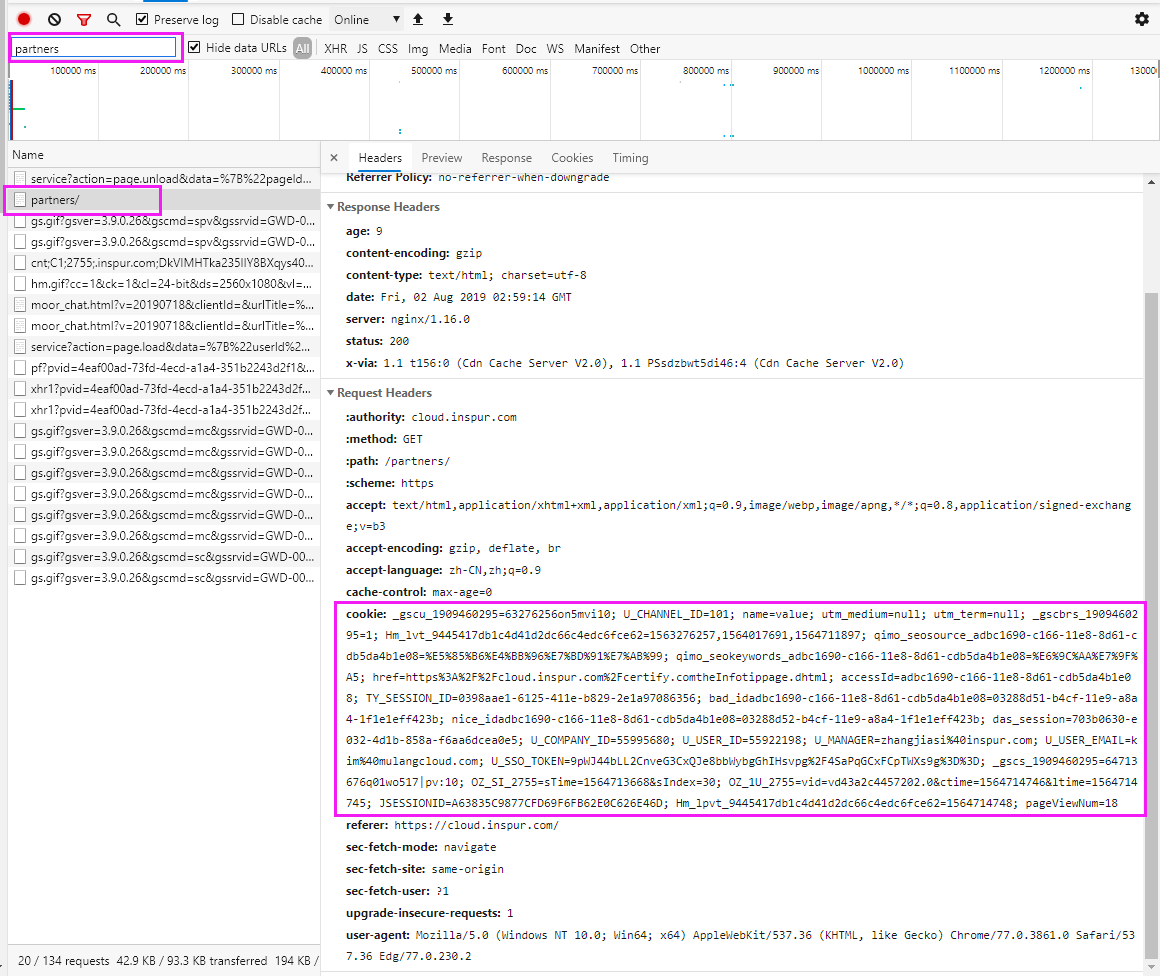 Preserve log Disable cache Online
partners Hide data URLs All XHR JS CSS Img Media Font Doc WS Manifest Other
100000 ms 200000 ms 300000 ms 400000 ms 500000 ms 600000 ms 700000 ms 800000 ms 900000 ms 1000000 ms 1100000 ms 1200000 ms 13000
Name
service?action=page.unload&data=%7B%22pageId...
partners/
gs.gif?gsver=3.9.0.26&gscmd=spv&gssrvid=GWD-0...
gs.gif?gsver=3.9.0.26&gscmd=spv&gssrvid=GWD-0...
cnt;C1;2755;.inspur.com;DkVIMHTka235IIY8BXqys40...
hm.gif?cc=1&ck=1&cl=24-bit&ds=2560x1080&vl=...
moor_chat.html?v=20190718&clientId=&urlTitle=%...
moor_chat.html?v=20190718&clientId=&urlTitle=%...
service?action=page.load&data=%7B%22userId%2...
pf?pvid=4eaf00ad-73fd-4ecd-a1a4-351b2243d2f1&...
xhr1?pvid=4eaf00ad-73fd-4ecd-a1a4-351b2243d2f...
xhr1?pvid=4eaf00ad-73fd-4ecd-a1a4-351b2243d2f...
gs.gif?gsver=3.9.0.26&gscmd=mc&gssrvid=GWD-0...
gs.gif?gsver=3.9.0.26&gscmd=mc&gssrvid=GWD-0...
gs.gif?gsver=3.9.0.26&gscmd=mc&gssrvid=GWD-0...
gs.gif?gsver=3.9.0.26&gscmd=mc&gssrvid=GWD-0...
gs.gif?gsver=3.9.0.26&gscmd=mc&gssrvid=GWD-0...
gs.gif?gsver=3.9.0.26&gscmd=mc&gssrvid=GWD-0...
gs.gif?gsver=3.9.0.26&gscmd=sc&gssrvid=GWD-00...
gs.gif?gsver=3.9.0.26&gscmd=sc&gssrvid=GWD-00...
20 / 134 requests 42.9 KB / 93.3 KB transferred 194 KB /
× Headers Preview Response Cookies Timing
Referrer Policy: no-referrer-when-downgrade
Response Headers
age: 9
content-encoding: gzip
content-type: text/html; charset=utf-8
date: Fri, 02 Aug 2019 02:59:14 GMT
server: nginx/1.16.0
status: 200
x-via: 1.1 t156:0 (Cdn Cache Server V2.0), 1.1 PSsdzbwt5di46:4 (Cdn Cache Server V2.0)
Request Headers
:authority: cloud.inspur.com
:method: GET
:path: /partners/
:scheme: https
accept: text/html,application/xhtml+xml,application/xml;q=0.9,image/webp,image/apng,*/*;q=0.8,application/signed-exchang
e;v=b3
accept-encoding: gzip, deflate, br
accept-language: zh-CN,zh;q=0.9
cache-control: max-age=0
cookie: _gscu_1909460295=63276256on5mvi10; U_CHANNEL_ID=101; name=value; utm_medium=null; utm_term=null; _gscbrs_19094602
95=1; Hm_lvt_9445417db1c4d41d2dc66c4edc6fce62=1563276257,1564017691,1564711897; qimo_seosource_adbc1690-c166-11e8-8d61-c
db5da4b1e08=%E5%85%B6%E4%BB%96%E7%BD%91%E7%AB%99; qimo_seokeywords_adbc1690-c166-11e8-8d61-cdb5da4b1e08=%E6%9C%AA%E7%9F%
A5; href=https%3A%2F%2Fcloud.inspur.com%2Fcertify.comtheInfotippage.dhtml; accessId=adbc1690-c166-11e8-8d61-cdb5da4b1e0
8; TY_SESSION_ID=0398aae1-6125-411e-b829-2e1a97086356; bad_idadbc1690-c166-11e8-8d61-cdb5da4b1e08=03288d51-b4cf-11e9-a8a
4-1f1e1eff423b; nice_idadbc1690-c166-11e8-8d61-cdb5da4b1e08=03288d52-b4cf-11e9-a8a4-1f1e1eff423b; das_session=703b0630-e
032-4d1b-858a-f6aa6dcea0e5; U_COMPANY_ID=55995680; U_USER_ID=55922198; U_MANAGER=zhangjiasi%40inspur.com; U_USER_EMAIL=k
im%40mulangcloud.com; U_SSO_TOKEN=9pWJ44bLL2CnveG3CxQJe8bbWybgGhIHsvpg%2F4SaPqGCxFCpTWXs9g%3D%3D; _gscs_1909460295=64713
676q01wo517|pv:10; OZ_SI_2755=sTime=1564713668&sIndex=30; OZ_1U_2755=vid=vd43a2c4457202.0&ctime=1564714746&ltime=1564714
745; JSESSIONID=A63835C9877CFD69F6FB62E0C626E46D; Hm_lpvt_9445417db1c4d41d2dc66c4edc6fce62=1564714748; pageViewNum=18
referer: https://cloud.inspur.com/
sec-fetch-mode: navigate
sec-fetch-site: same-origin
sec-fetch-user: ?1
upgrade-insecure-requests: 1
user-agent: Mozilla/5.0 (Windows NT 10.0; Win64; x64) AppleWebKit/537.36 (KHTML, like Gecko) Chrome/77.0.3861.0 Safari/53
7.36 Edg/77.0.230.2